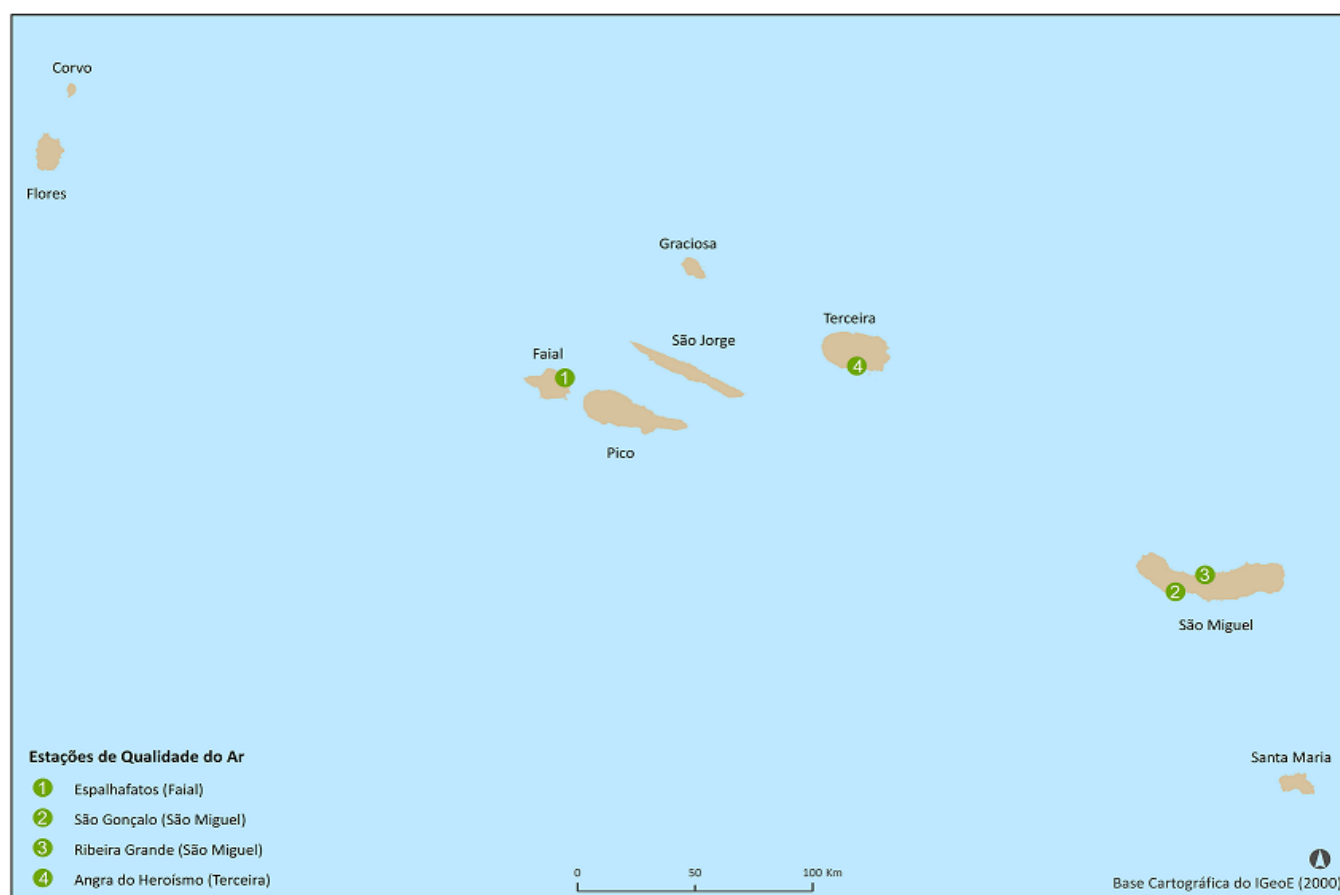 Corvo
Flores
Graciosa
Terceira
São Jorge
Faial
1
4
Pico
3
2
São Miguel
Santa Maria
Estações de Qualidade do Ar
1 Espalhafatos (Faial)
2 São Gonçalo (São Miguel)
3 Ribeira Grande (São Miguel)
4 Angra do Heroísmo (Terceira)
0 50 100 Km
Base Cartográfica do IGeoE (2000)